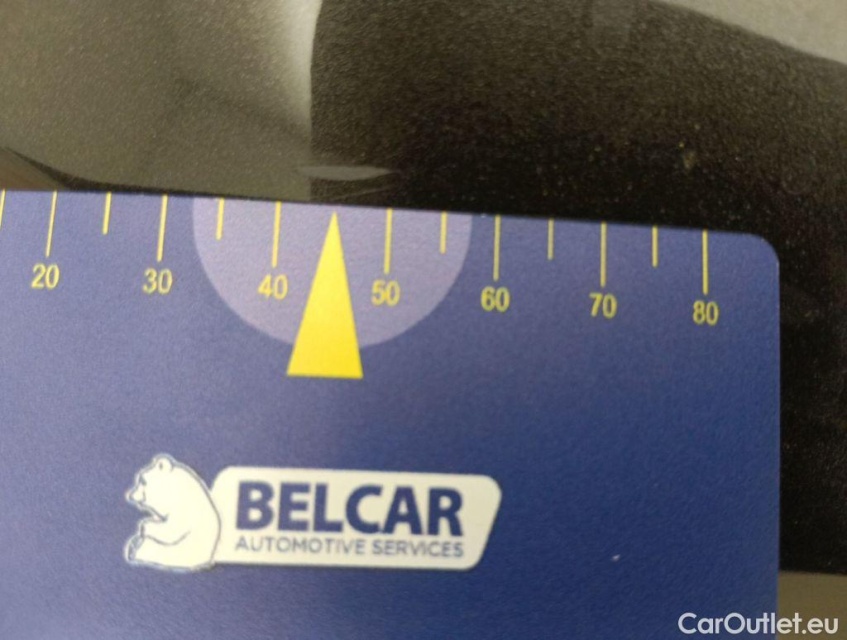 20 30 40 50 60 70 80
BELCAR
AUTOMOTIVE SERVICES
CarOutlet.eu